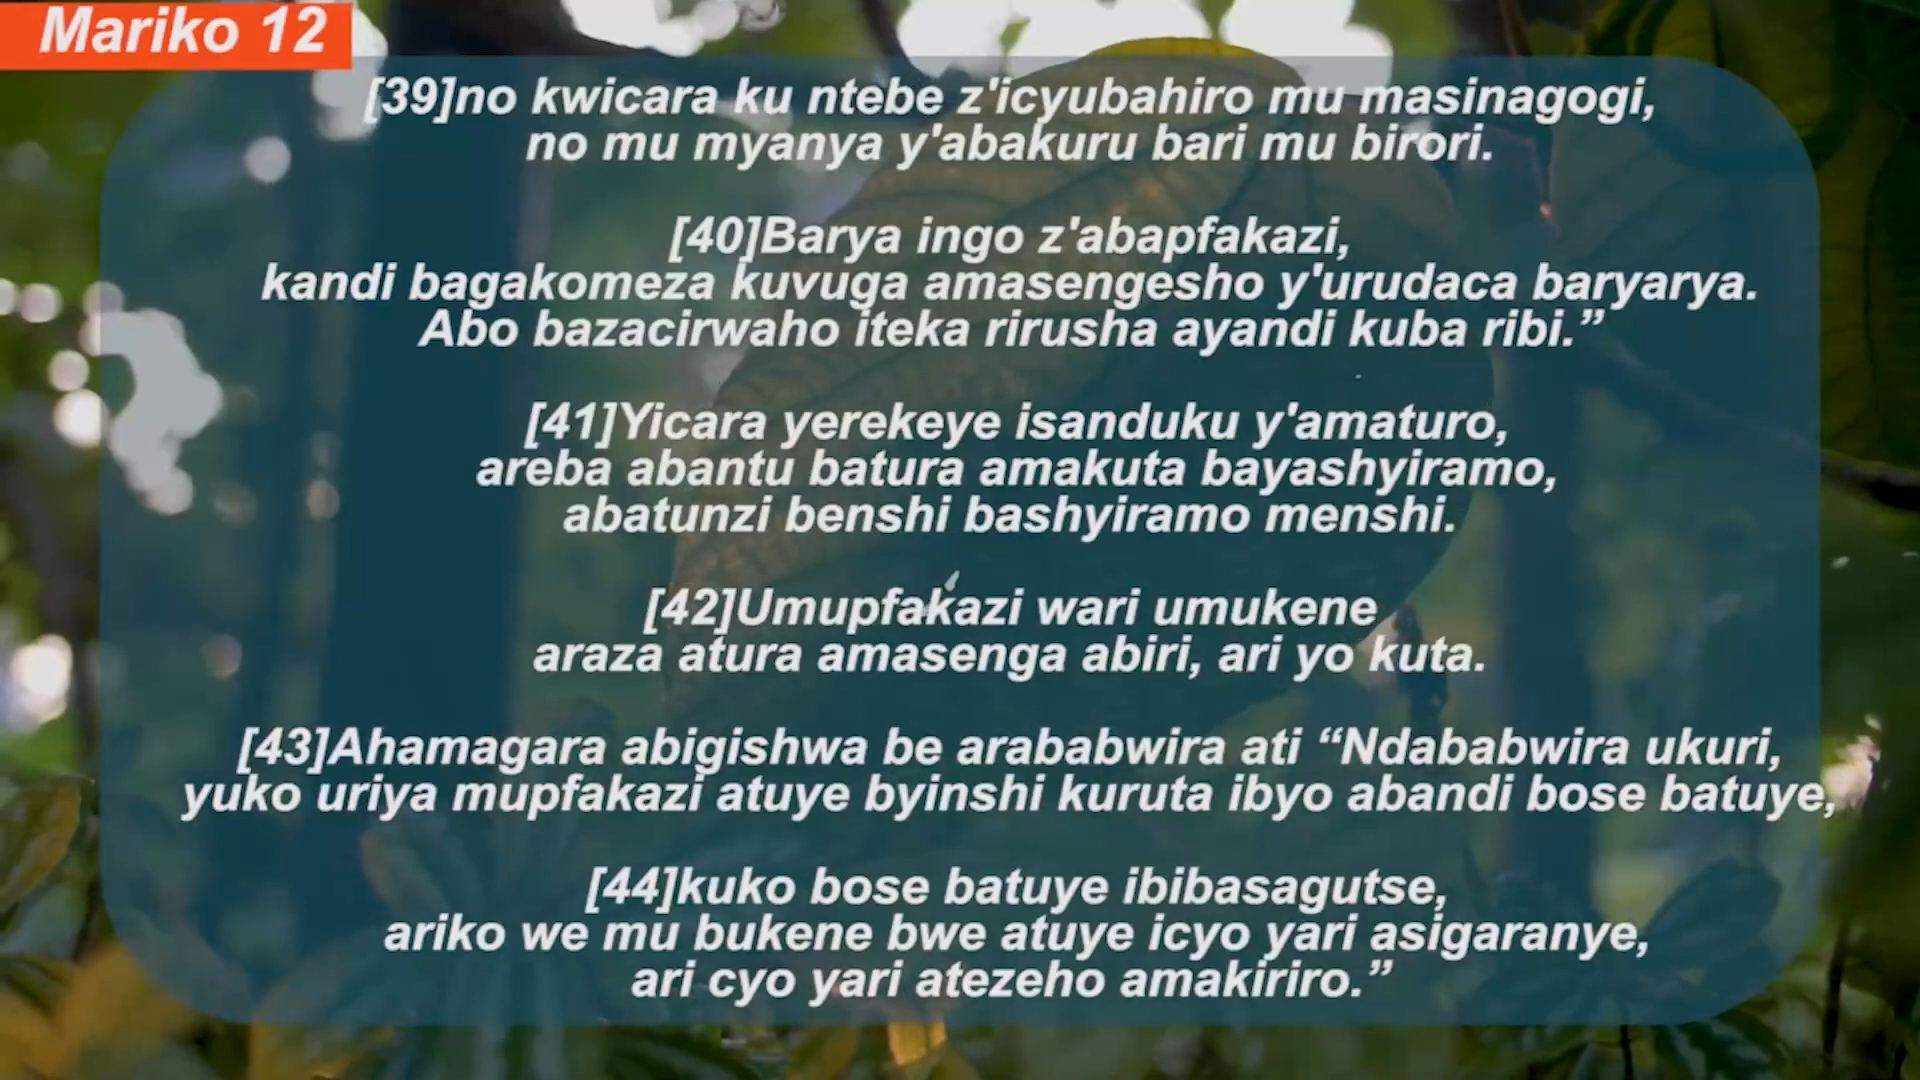 Mariko 12
[39]no kwicara ku ntebe z'icyubahiro mu masinagogi,
no mu myanya y'abakuru bari mu birori.
[40]Barya ingo z'abapfakazi,
kandi bagakomeza kuvuga amasengesho y'urudaca baryarya.
Abo bazacirwaho iteka rirusha ayandi kuba ribi.”
[41]Yicara yerekeye isanduku y'amaturo,
areba abantu batura amakuta bayashyiramo,
abatunzi benshi bashyiramo menshi.
[42]Umupfakazi wari umukene
araza atura amasenga abiri, ari yo kuta.
[43]Ahamagara abigishwa be arababwira ati “Ndababwira ukuri,
yuko uriya mupfakazi atuye byinshi kuruta ibyo abandi bose batuye,
[44]kuko bose batuye ibibasagutse,
ariko we mu bukene bwe atuye icyo yari asigaranye,
ari cyo yari atezeho amakiriro.”